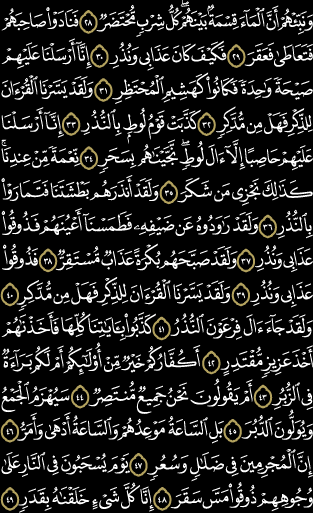 وَنَبِّئْهُمْ أَنَّ ٱلْمَآءَ قِسْمَةٌۢ بَيْنَهُمْ ۖ كُلُّ شِرْبٍ مُّحْتَضَرٌ ٢٨ فَنَادَوْا۟ صَاحِبَهُمْ
فَتَعَاطَىٰ فَعَقَرَ ٢٩ فَكَيْفَ كَانَ عَذَابِى وَنُذُرِ ٣٠ إِنَّآ أَرْسَلْنَا عَلَيْهِمْ
صَيْحَةً وَٰحِدَةً فَكَانُوا۟ كَهَشِيمِ ٱلْمُحْتَظِرِ ٣١ وَلَقَدْ يَسَّرْنَا ٱلْقُرْءَانَ
لِلذِّكْرِ فَهَلْ مِن مُّدَّكِرٍ ٣٢ كَذَّبَتْ قَوْمُ لُوطٍۭ بِٱلنُّذُرِ ٣٣ إِنَّآ أَرْسَلْنَا
عَلَيْهِمْ حَاصِبًا إِلَّآ ءَالَ لُوطٍ ۖ نَّجَّيْنَٰهُم بِسَحَرٍ ٣٤ نِّعْمَةً مِّنْ عِندِنَا ۚ
كَذَٰلِكَ نَجْزِى مَن شَكَرَ ٣٥ وَلَقَدْ أَنذَرَهُم بَطْشَتَنَا فَتَمَارَوْا۟
بِٱلنُّذُرِ ٣٦ وَلَقَدْ رَٰوَدُوهُ عَن ضَيْفِهِۦ فَطَمَسْنَآ أَعْيُنَهُمْ فَذُوقُوا۟
عَذَابِى وَنُذُرِ ٣٧ وَلَقَدْ صَبَّحَهُم بُكْرَةً عَذَابٌ مُّسْتَقِرٌّ ٣٨ فَذُوقُوا۟
عَذَابِى وَنُذُرِ ٣٩ وَلَقَدْ يَسَّرْنَا ٱلْقُرْءَانَ لِلذِّكْرِ فَهَلْ مِن مُّدَّكِرٍ ٤٠
وَلَقَدْ جَآءَ ءَالَ فِرْعَوْنَ ٱلنُّذُرُ ٤١ كَذَّبُوا۟ بِـَٔايَٰتِنَا كُلِّهَا فَأَخَذْنَٰهُمْ
أَخْذَ عَزِيزٍ مُّقْتَدِرٍ ٤٢ أَكُفَّارُكُمْ خَيْرٌ مِّنْ أُو۟لَٰٓئِكُمْ أَمْ لَكُم بَرَآءَةٌ
فِى ٱلزُّبُرِ ٤٣ أَمْ يَقُولُونَ نَحْنُ جَمِيعٌ مُّنتَصِرٌ ٤٤ سَيُهْزَمُ ٱلْجَمْعُ
وَيُوَلُّونَ ٱلدُّبُرَ ٤٥ بَلِ ٱلسَّاعَةُ مَوْعِدُهُمْ وَٱلسَّاعَةُ أَدْهَىٰ وَأَمَرُّ ٤٦
إِنَّ ٱلْمُجْرِمِينَ فِى ضَلَٰلٍ وَسُعُرٍ ٤٧ يَوْمَ يُسْحَبُونَ فِى ٱلنَّارِ عَلَىٰ
وُجُوهِهِمْ ذُوقُوا۟ مَسَّ سَقَرَ ٤٨ إِنَّا كُلَّ شَىْءٍ خَلَقْنَٰهُ بِقَدَرٍ ٤٩